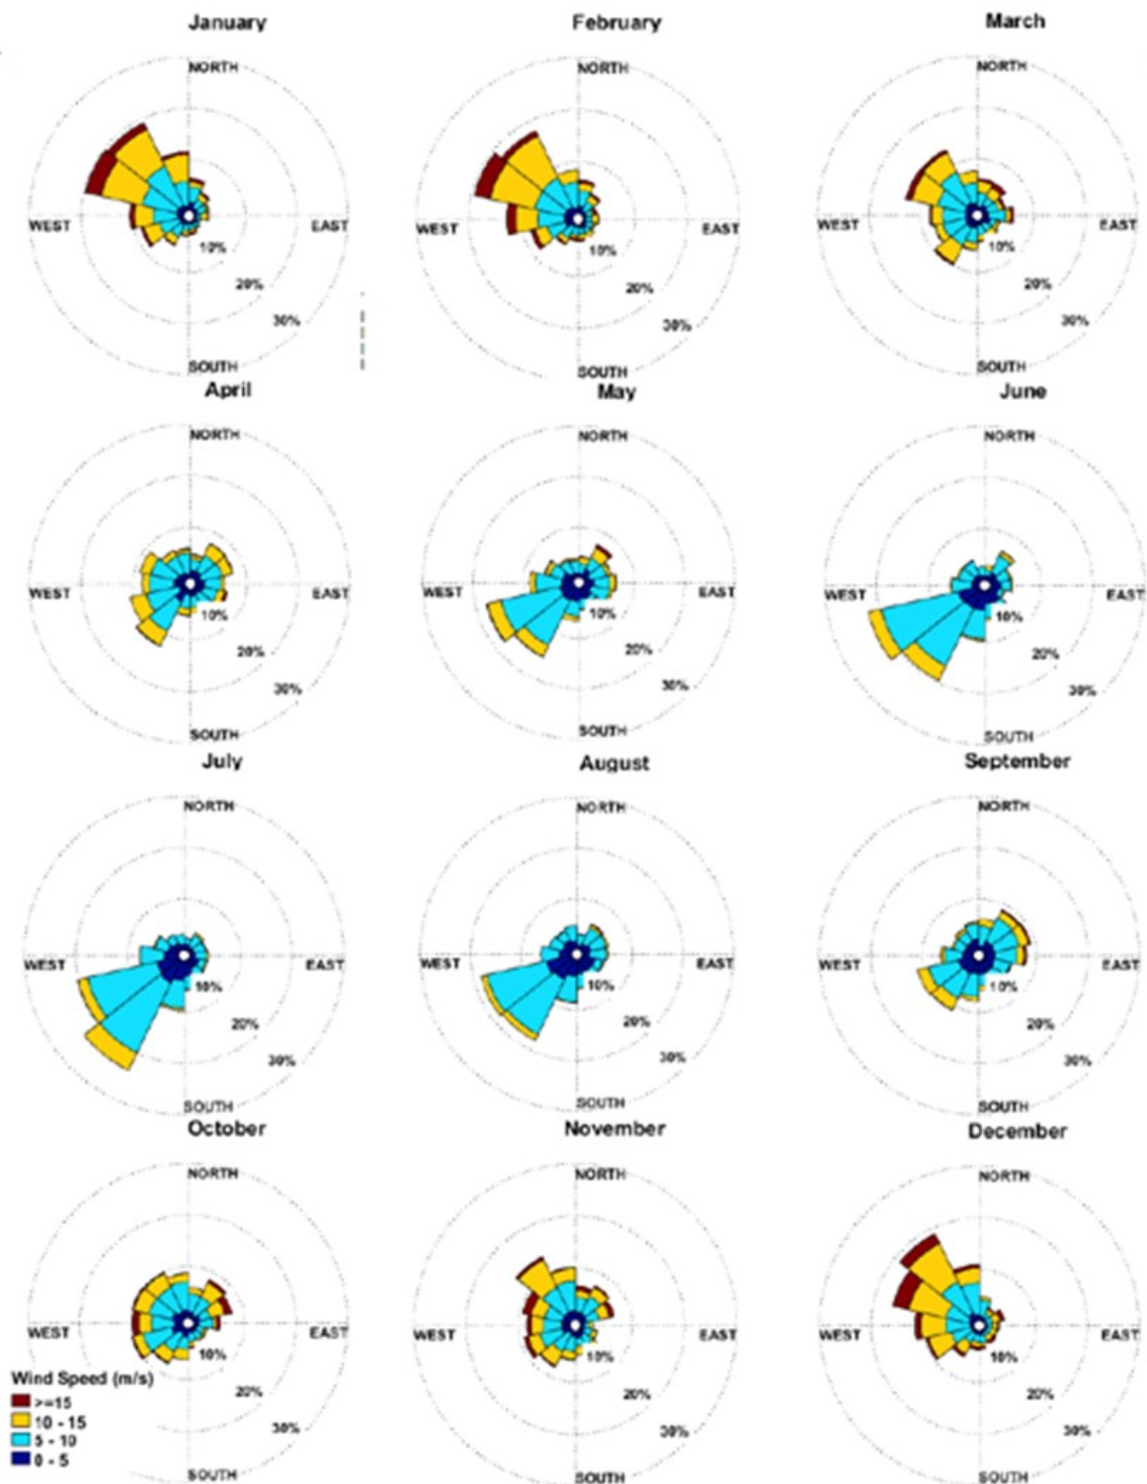 January February March
NORTH NORTH NORTH
WEST EAST WEST EAST WEST EAST
10% 10% 10%
20% 20% 20%
30% 30% 30%
SOUTH SOUTH SOUTH
April May June
NORTH NORTH NORTH
WEST EAST WEST EAST WEST EAST
10% 10% 10%
20% 20% 20%
30% 30% 30%
SOUTH SOUTH SOUTH
July August September
NORTH NORTH NORTH
WEST EAST WEST EAST WEST EAST
10% 10% 10%
20% 20% 20%
30% 30% 30%
SOUTH SOUTH SOUTH
October November December
NORTH NORTH NORTH
WEST EAST WEST EAST WEST EAST
10% 10% 10%
20% 20% 20%
30% 30% 30%
SOUTH SOUTH SOUTH
Wind Speed (m/s)
>=15
10 - 15
5 - 10
0 - 5